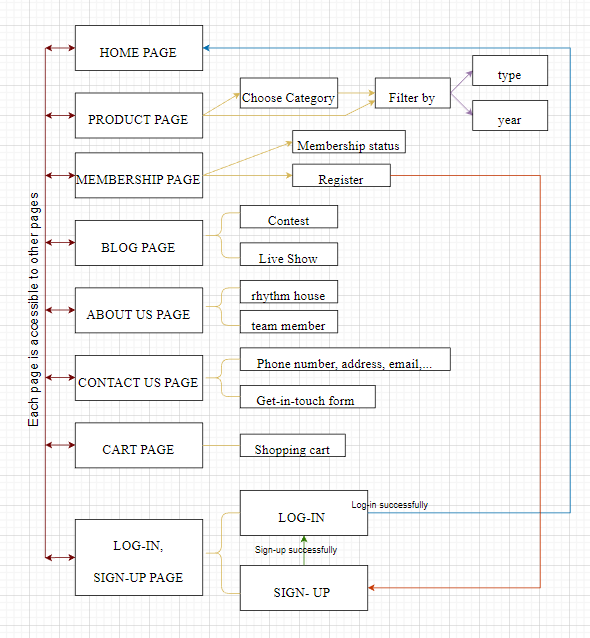 HOME PAGE
type
Choose Category
Filter by
PRODUCT PAGE
year
Membership status
MEMBERSHIP PAGE
Register
Contest
BLOG PAGE
Live Show
rhythm house
ABOUT US PAGE
team member
Phone number, address, email,...
CONTACT US PAGE
Get-in-touch form
CART PAGE
Shopping cart
Each page is accessible to other pages
Log-in successfully
LOG-IN
LOG-IN,
SIGN-UP PAGE
Sign-up successfully
SIGN- UP